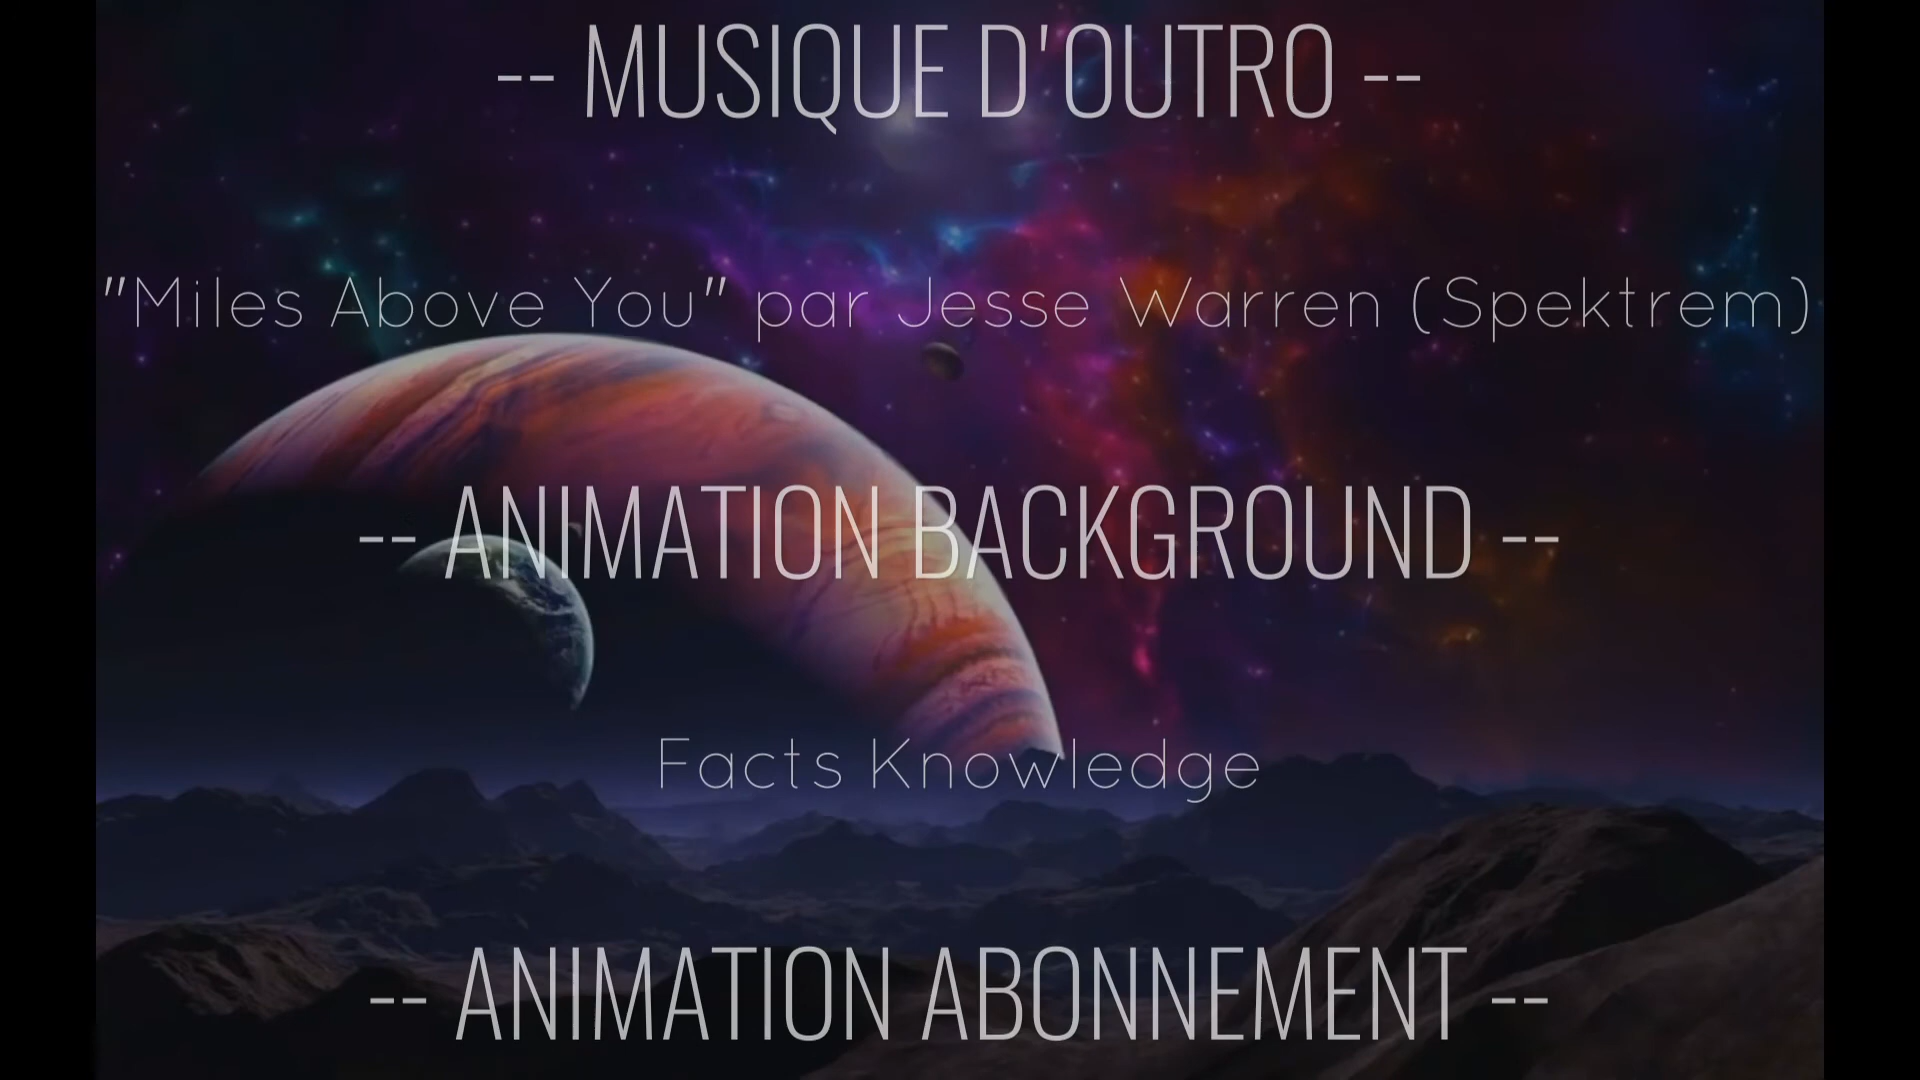 -- MUSIQUE D'OUTRO --
"Miles Above You" par Jesse Warren (Spektrem)
-- ANIMATION BACKGROUND --
Facts Knowledge
-- ANIMATION ABONNEMENT --